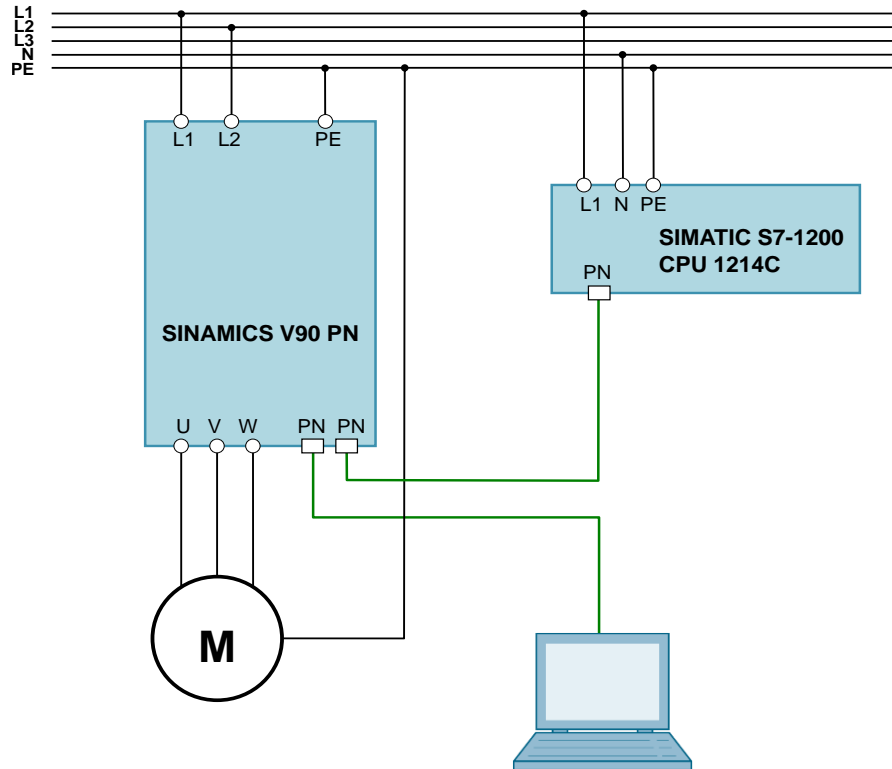 L1
L2
L3
N
PE
L1 L2 PE
L1 N PE
SIMATIC S7-1200
CPU 1214C
PN
SINAMICS V90 PN
U V W PN PN
M